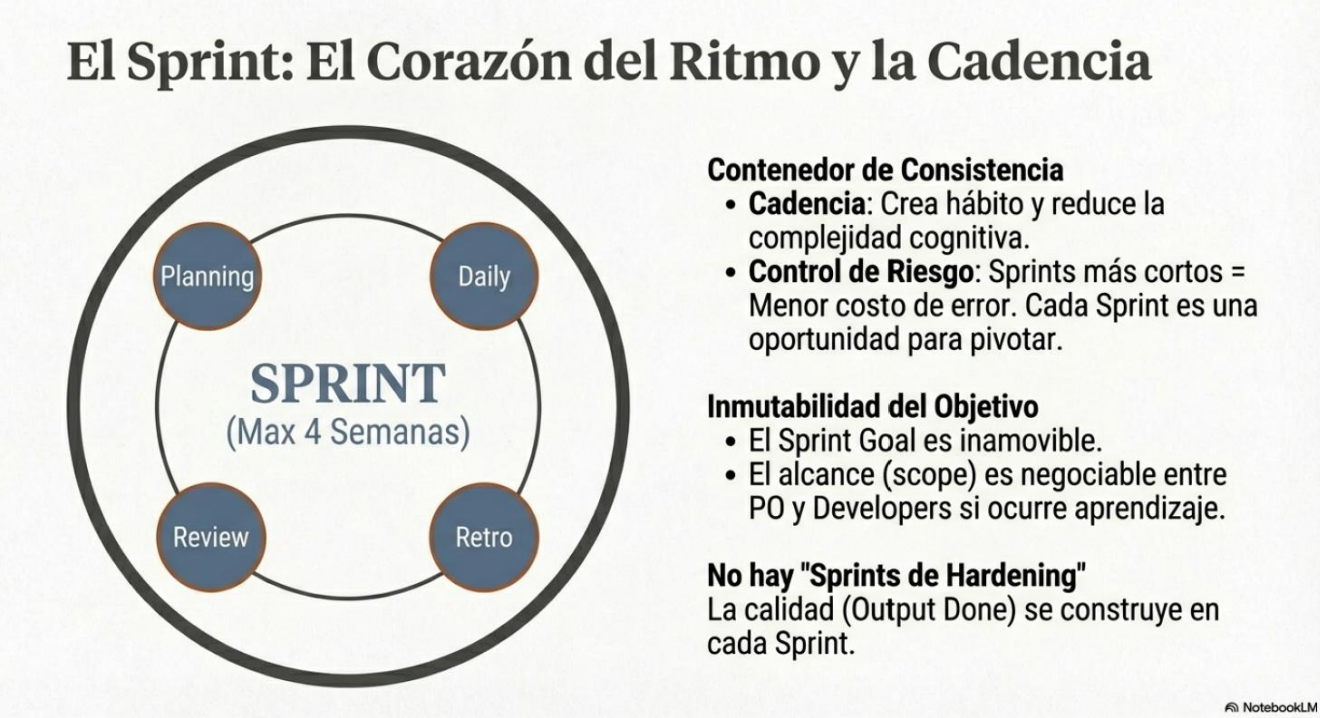 El Sprint: El Corazón del Ritmo y la Cadencia
Planning
Daily
SPRINT
(Max 4 Semanas)
Review
Retro
Contenedor de Consistencia
• Cadencia: Crea hábito y reduce la
complejidad cognitiva.
• Control de Riesgo: Sprints más cortos =
Menor costo de error. Cada Sprint es una
oportunidad para pivotar.
Inmutabilidad del Objetivo
• El Sprint Goal es inamovible.
• El alcance (scope) es negociable entre
PO y Developers si ocurre aprendizaje.
No hay "Sprints de Hardening"
La calidad (Output Done) se construye en
cada Sprint.
NotebookLM